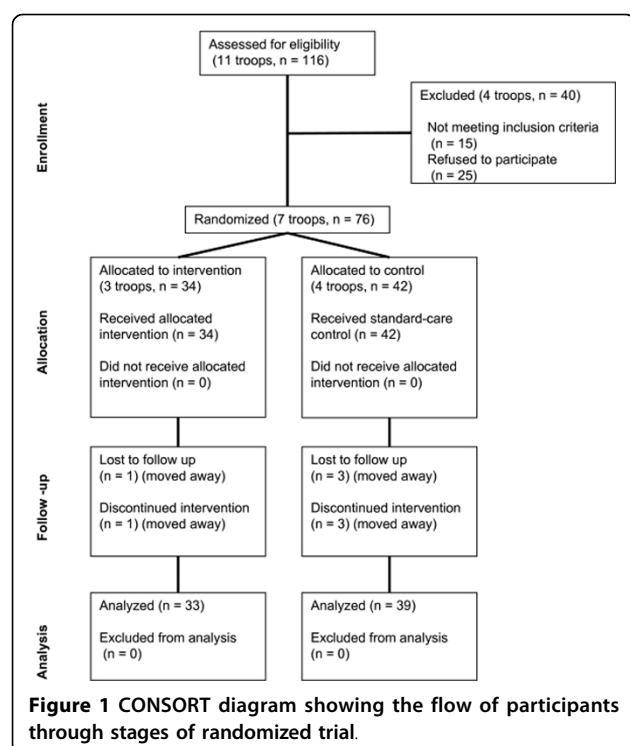 Assessed for eligibility
(11 troops, n = 116)
Enrollment
Excluded (4 troops, n = 40)
Not meeting inclusion criteria
(n = 15)
Refused to participate
(n = 25)
Randomized (7 troops, n = 76)
Allocation
Allocated to intervention
(3 troops, n = 34)
Received allocated
intervention (n = 34)
Did not receive allocated
intervention (n = 0)
Allocated to control
(4 troops, n = 42)
Received standard-care
control (n = 42)
Did not receive allocated
intervention (n = 0)
Follow -up
Lost to follow up
(n = 1) (moved away)
Discontinued intervention
(n = 1) (moved away)
Lost to follow up
(n = 3) (moved away)
Discontinued intervention
(n = 3) (moved away)
Analysis
Analyzed (n = 33)
Excluded from analysis
(n = 0)
Analyzed (n = 39)
Excluded from analysis
(n = 0)
Figure 1 CONSORT diagram showing the flow of participants
through stages of randomized trial.